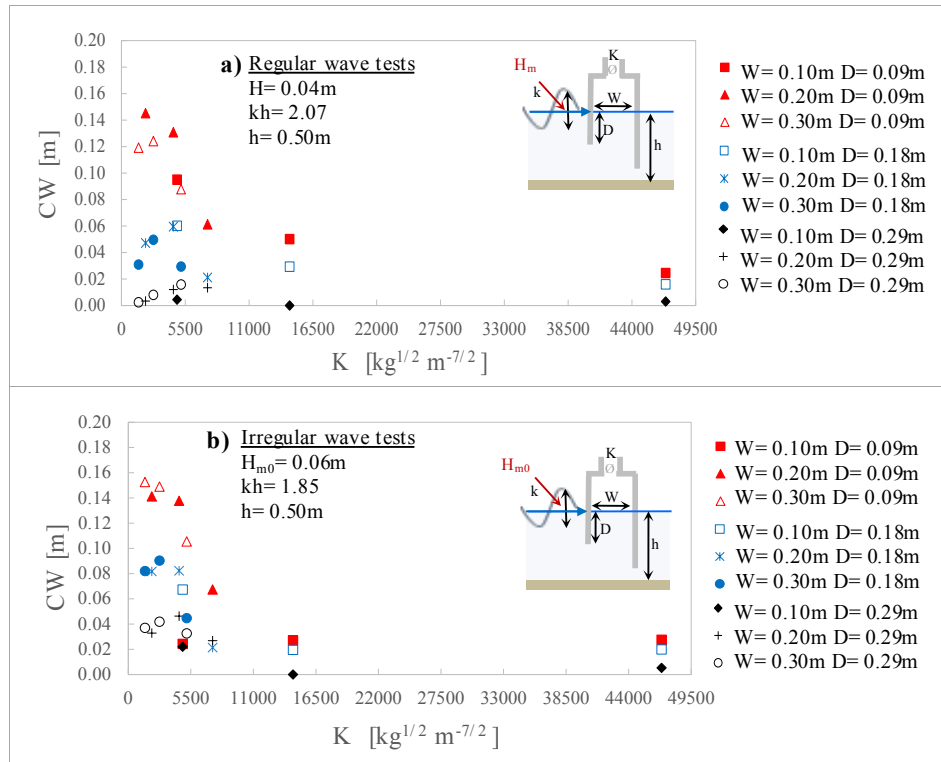 0.20
0.18
0.16
0.14
0.12
0.10
0.08
0.06
0.04
0.02
0.00
CW [m]
0 5500 11000 16500 22000 27500 33000 38500 44000 49500
K [kg^1/2 m^-7/2]
a) Regular wave tests
H= 0.04m
kh= 2.07
h= 0.50m
K
Ø
Hm
k
W
D
h
W= 0.10m D= 0.09m
W= 0.20m D= 0.09m
W= 0.30m D= 0.09m
W= 0.10m D= 0.18m
W= 0.20m D= 0.18m
W= 0.30m D= 0.18m
W= 0.10m D= 0.29m
W= 0.20m D= 0.29m
W= 0.30m D= 0.29m
0.20
0.18
0.16
0.14
0.12
0.10
0.08
0.06
0.04
0.02
0.00
CW [m]
0 5500 11000 16500 22000 27500 33000 38500 44000 49500
K [kg^1/2 m^-7/2]
b) Irregular wave tests
Hm0= 0.06m
kh= 1.85
h= 0.50m
K
Ø
Hm0
k
W
D
h
W= 0.10m D= 0.09m
W= 0.20m D= 0.09m
W= 0.30m D= 0.09m
W= 0.10m D= 0.18m
W= 0.20m D= 0.18m
W= 0.30m D= 0.18m
W= 0.10m D= 0.29m
W= 0.20m D= 0.29m
W= 0.30m D= 0.29m